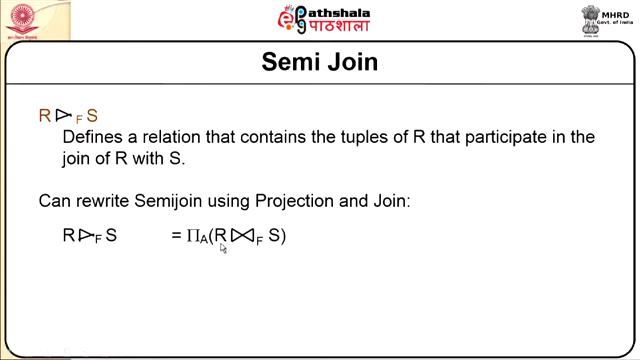 ePathshala
पाठशाला
MHRD
Govt. of India
Semi Join
R ⊳ F S
Defines a relation that contains the tuples of R that participate in the
join of R with S.
Can rewrite Semijoin using Projection and Join:
R ⊳F S = ΠA(R ⋈F S)